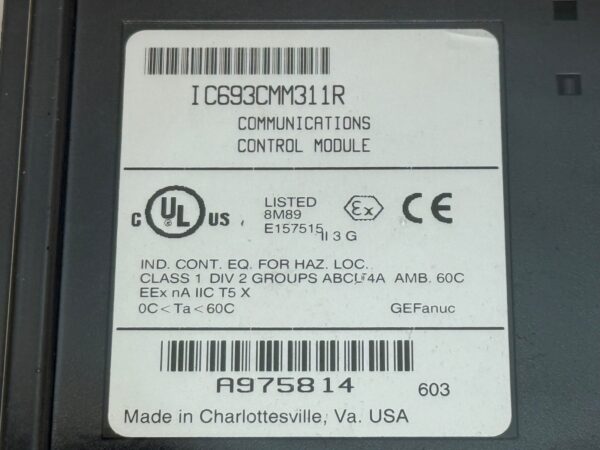 IC693CMM311R
COMMUNICATIONS
CONTROL MODULE
C UL US
LISTED
8M89
E157515
Ex
II 3 G
CE
IND. CONT. EQ. FOR HAZ. LOC.
CLASS 1 DIV 2 GROUPS ABCD T4A AMB. 60C
EEx nA IIC T5 X
0C<Ta<60C
GEFanuc
A975814
603
Made in Charlottesville, Va. USA